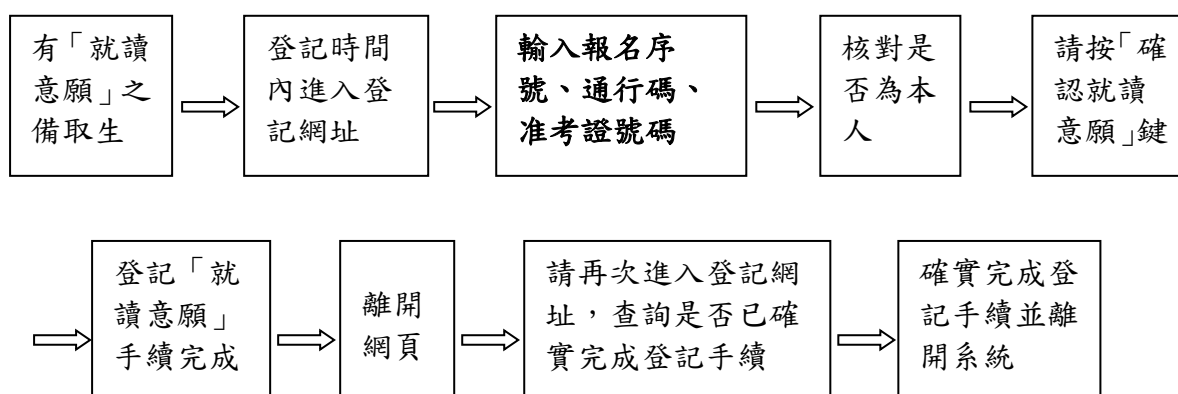 有「就讀
意願」之
備取生
登記時間
內進入登
記網址
輸入報名序
號、通行碼、
准考證號碼
核對是
否為本
人
請按「確
認就讀
意願」鍵
登記「就
讀意願」
手續完成
離開
網頁
請再次進入登記網
址，查詢是否已確
實完成登記手續
確實完成登
記手續並離
開系統